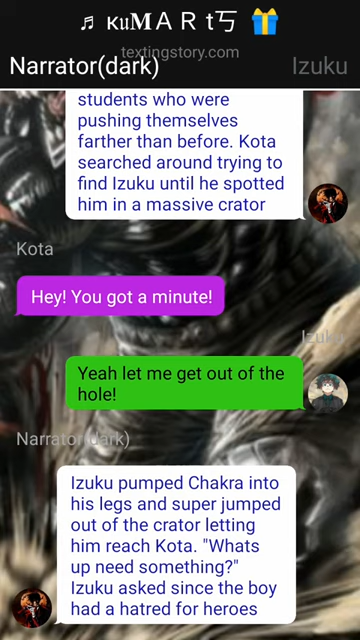 ♬ ĸนMＡＲt丂 🎁
textingstory.com
Narrator(dark)
Izuku
students who were
pushing themselves
farther than before. Kota
searched around trying to
find Izuku until he spotted
him in a massive crator
Kota
Hey! You got a minute!
Izuku
Yeah let me get out of the
hole!
Narrator(dark)
Izuku pumped Chakra into
his legs and super jumped
out of the crator letting
him reach Kota. "Whats
up need something?"
Izuku asked since the boy
had a hatred for heroes